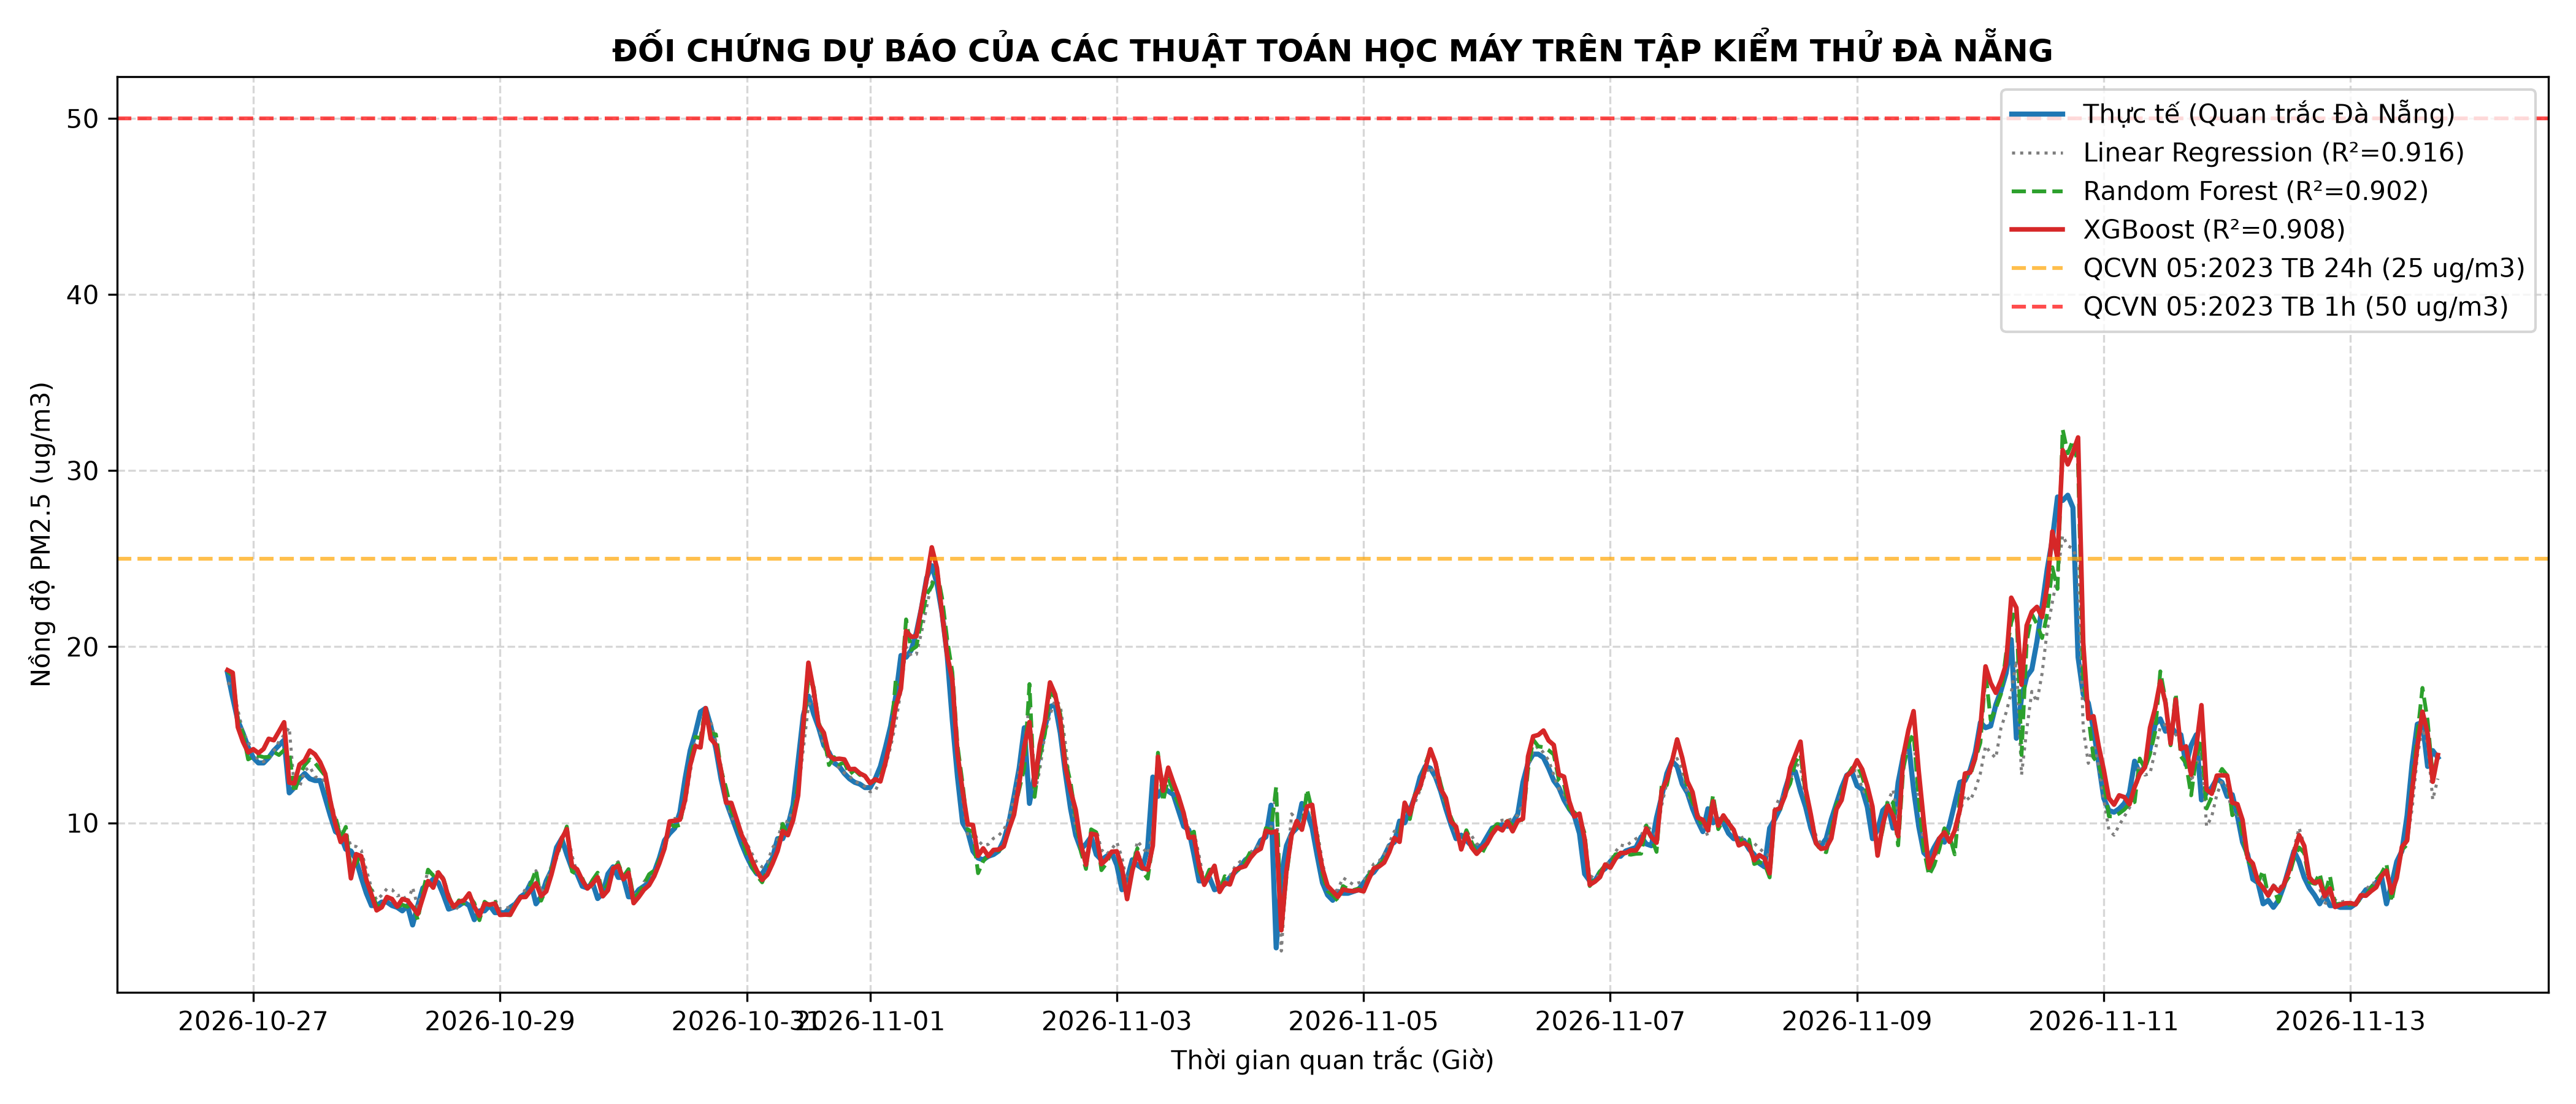 ĐỐI CHỨNG DỰ BÁO CỦA CÁC THUẬT TOÁN HỌC MÁY TRÊN TẬP KIỂM THỬ ĐÀ NẴNG
Thực tế (Quan trắc Đà Nẵng)
Linear Regression (R²=0.916)
Random Forest (R²=0.902)
XGBoost (R²=0.908)
QCVN 05:2023 TB 24h (25 ug/m3)
QCVN 05:2023 TB 1h (50 ug/m3)
Nồng độ PM2.5 (ug/m3)
50
40
30
20
10
2026-10-27 2026-10-29 2026-10-31 2026-11-01 2026-11-03 2026-11-05 2026-11-07 2026-11-09 2026-11-11 2026-11-13
Thời gian quan trắc (Giờ)